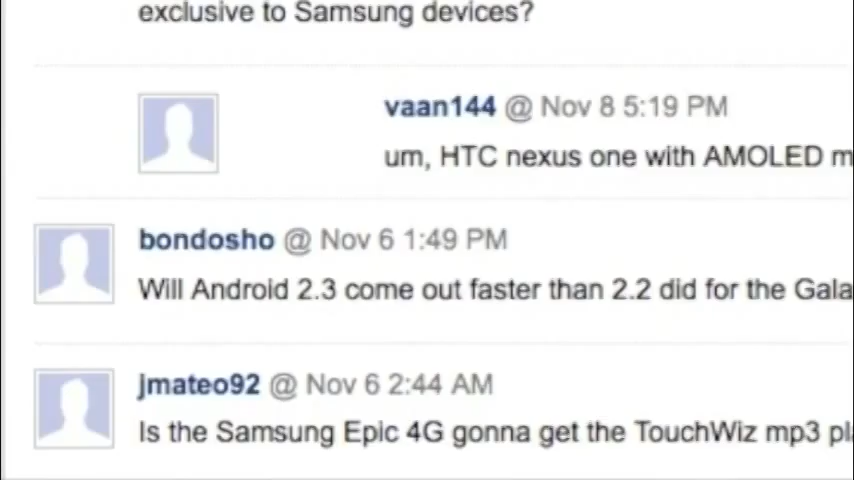 exclusive to Samsung devices?
vaan144 @ Nov 8 5:19 PM
um, HTC nexus one with AMOLED m
bondosho @ Nov 6 1:49 PM
Will Android 2.3 come out faster than 2.2 did for the Gala
jmateo92 @ Nov 6 2:44 AM
Is the Samsung Epic 4G gonna get the TouchWiz mp3 pl